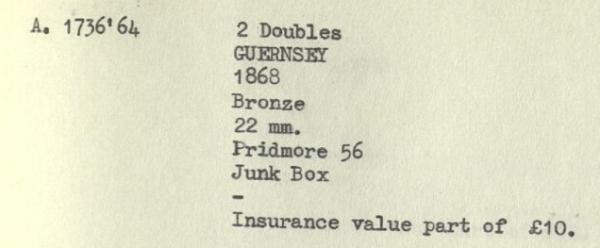 A. 1736'64 2 Doubles
GUERNSEY
1868
Bronze
22 mm.
Pridmore 56
Junk Box
-
Insurance value part of £10.